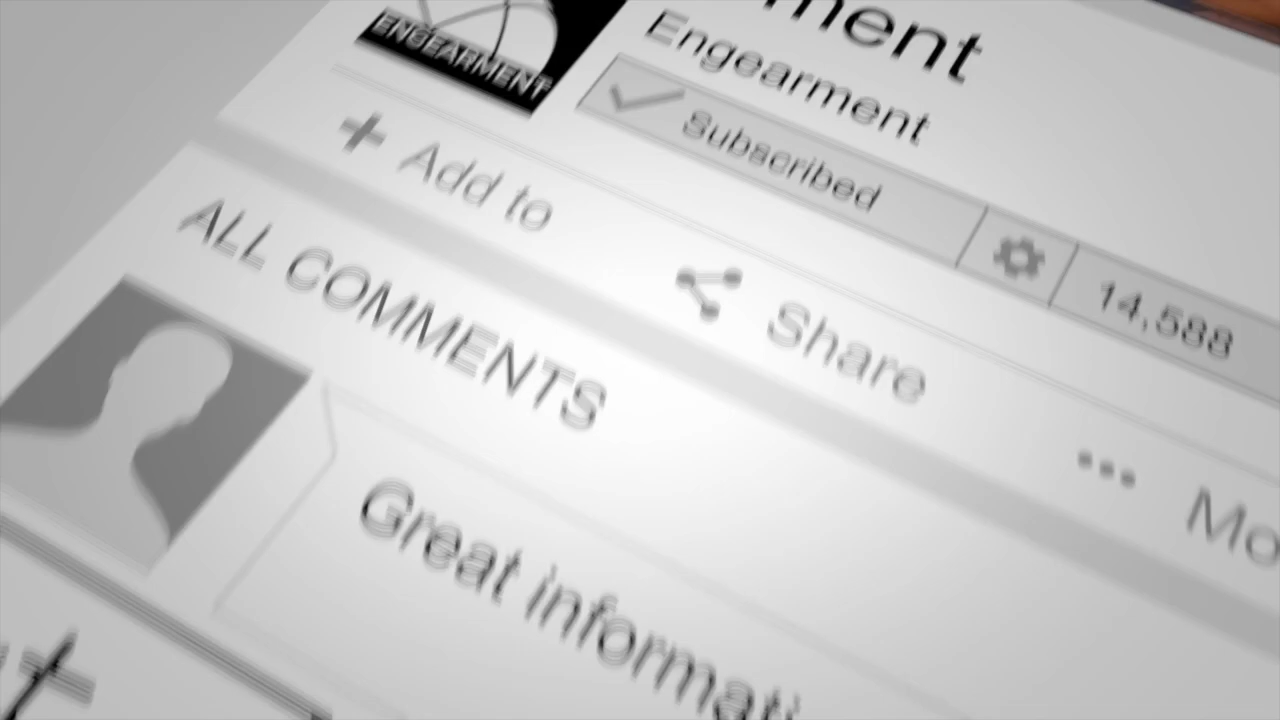 ENGEARMENT
ment
Engearment
Subscribed
14,588
Add to
Share
Mo
ALL COMMENTS
Great informati
t